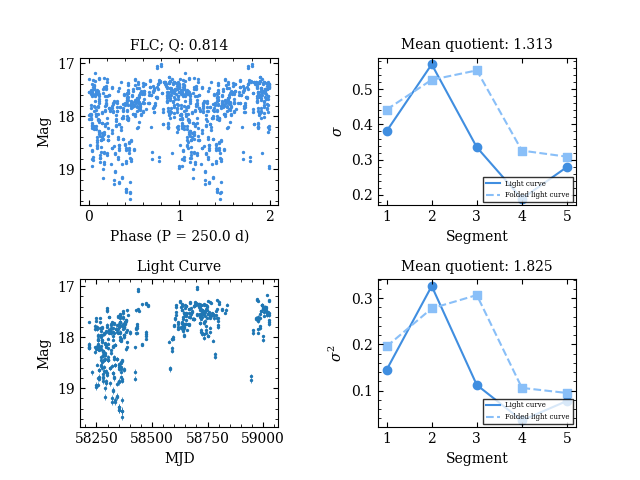 FLC; Q: 0.814
Mag
17
18
19
0
1
2
Phase (P = 250.0 d)
Mean quotient: 1.313
σ
0.5
0.4
0.3
0.2
Light curve
Folded light curve
1
2
3
4
5
Segment
Light Curve
Mag
17
18
19
58250
58500
58750
59000
MJD
Mean quotient: 1.825
σ²
0.3
0.2
0.1
Light curve
Folded light curve
1
2
3
4
5
Segment